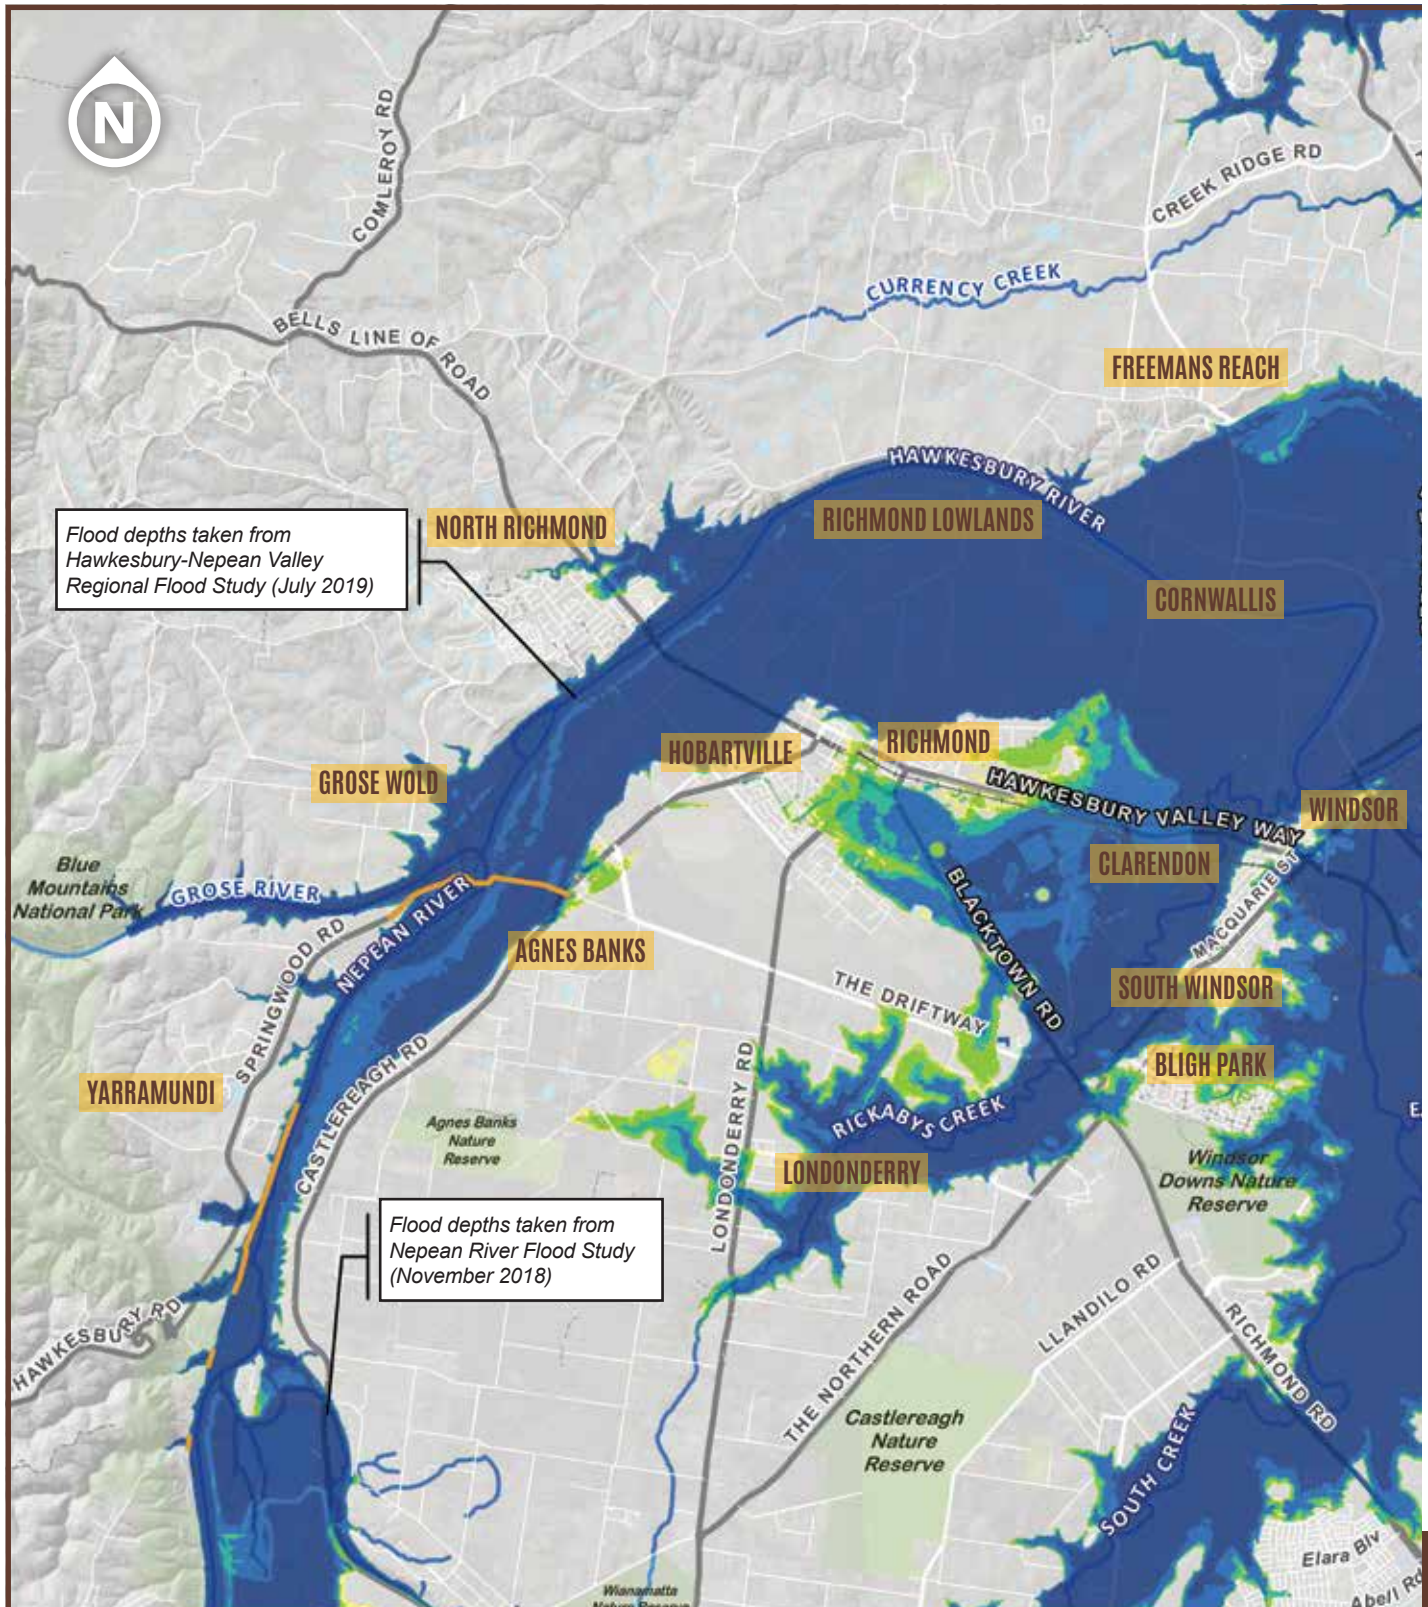 N
COMLEROY RD
CREEK RIDGE RD
CURRENCY CREEK
BELLS LINE OF ROAD
FREEMANS REACH
HAWKESBURY RIVER
NORTH RICHMOND
RICHMOND LOWLANDS
Flood depths taken from
Hawkesbury-Nepean Valley
Regional Flood Study (July 2019)
CORNWALLIS
HOBARTVILLE
RICHMOND
GROSE WOLD
HAWKESBURY VALLEY WAY
WINDSOR
Blue
Mountains
National Park
GROSE RIVER
CLARENDON
MACQUARIE ST
BLACKTOWN RD
NEPEAN RIVER
SPRINGWOOD RD
AGNES BANKS
THE DRIFTWAY
SOUTH WINDSOR
YARRAMUNDI
CASTLEREAGH RD
LONDONDERRY RD
BLIGH PARK
Agnes Banks
Nature
Reserve
RICKABYS CREEK
LONDONDERRY
Windsor
Downs Nature
Reserve
Flood depths taken from
Nepean River Flood Study
(November 2018)
HAWKESBURY RD
THE NORTHERN ROAD
LLANDILO RD
RICHMOND RD
Castlereagh
Nature
Reserve
SOUTH CREEK
Elara Blv
Abell Rd
Wianamatta
Nature Reserve